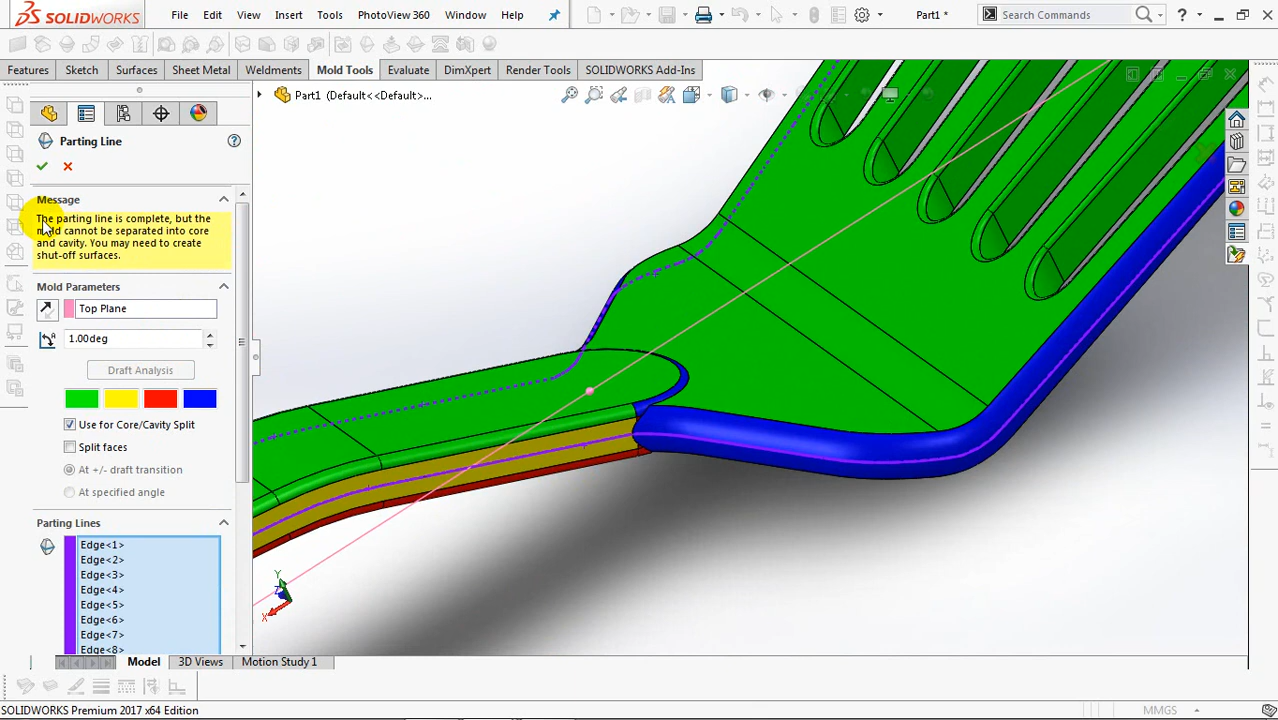 SOLIDWORKS File Edit View Insert Tools PhotoView 360 Window Help Part1 * Search Commands
Features Sketch Surfaces Sheet Metal Weldments Mold Tools Evaluate DimXpert Render Tools SOLIDWORKS Add-Ins
Part1 (Default<<Default>...
Parting Line
Message
The parting line is complete, but the
cannot be separated into core
and cavity. You may need to create
shut-off surfaces.
Mold Parameters
Top Plane
1.00deg
Draft Analysis
Use for Core/Cavity Split
Split faces
At +/- draft transition
At specified angle
Parting Lines
Edge<1>
Edge<2>
Edge<3>
Edge<4>
Edge<5>
Edge<6>
Edge<7>
Edge<8>
Y
Z
X
Model 3D Views Motion Study 1
SOLIDWORKS Premium 2017 x64 Edition MMGS